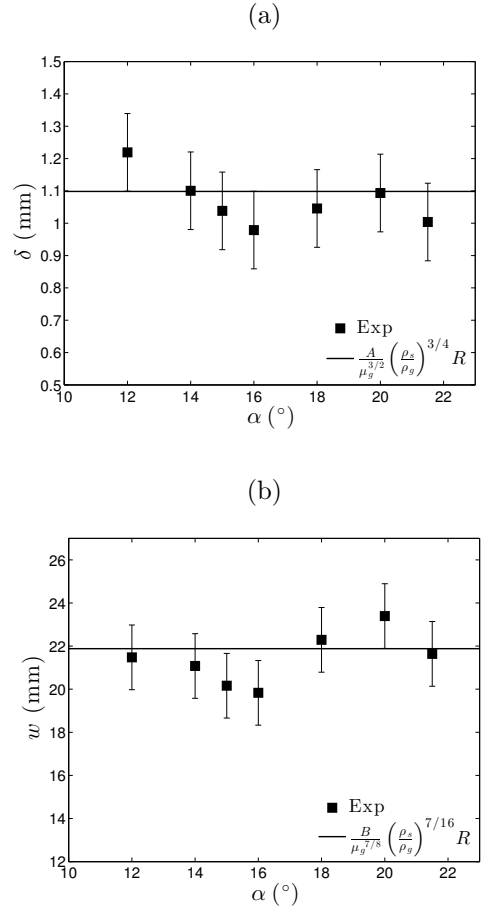 (a)
1.5
1.4
1.3
1.2
1.1
1
0.9
0.8
0.7
0.6
0.5
δ (mm)
10 12 14 16 18 20 22
α (°)
■ Exp
— A/μ_g^{3/2} (ρ_s/ρ_g)^{3/4} R
(b)
26
24
22
20
18
16
14
12
w (mm)
10 12 14 16 18 20 22
α (°)
■ Exp
— B/μ_g^{7/8} (ρ_s/ρ_g)^{7/16} R